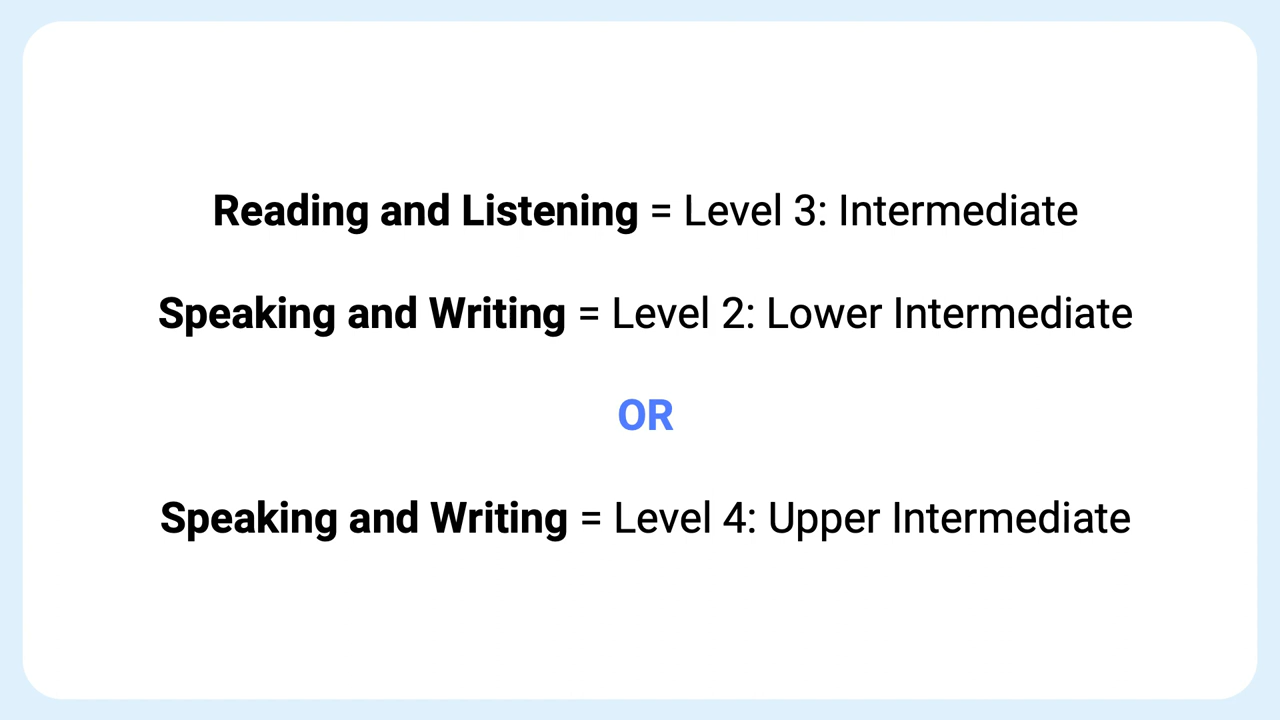 Reading and Listening = Level 3: Intermediate
Speaking and Writing = Level 2: Lower Intermediate
OR
Speaking and Writing = Level 4: Upper Intermediate